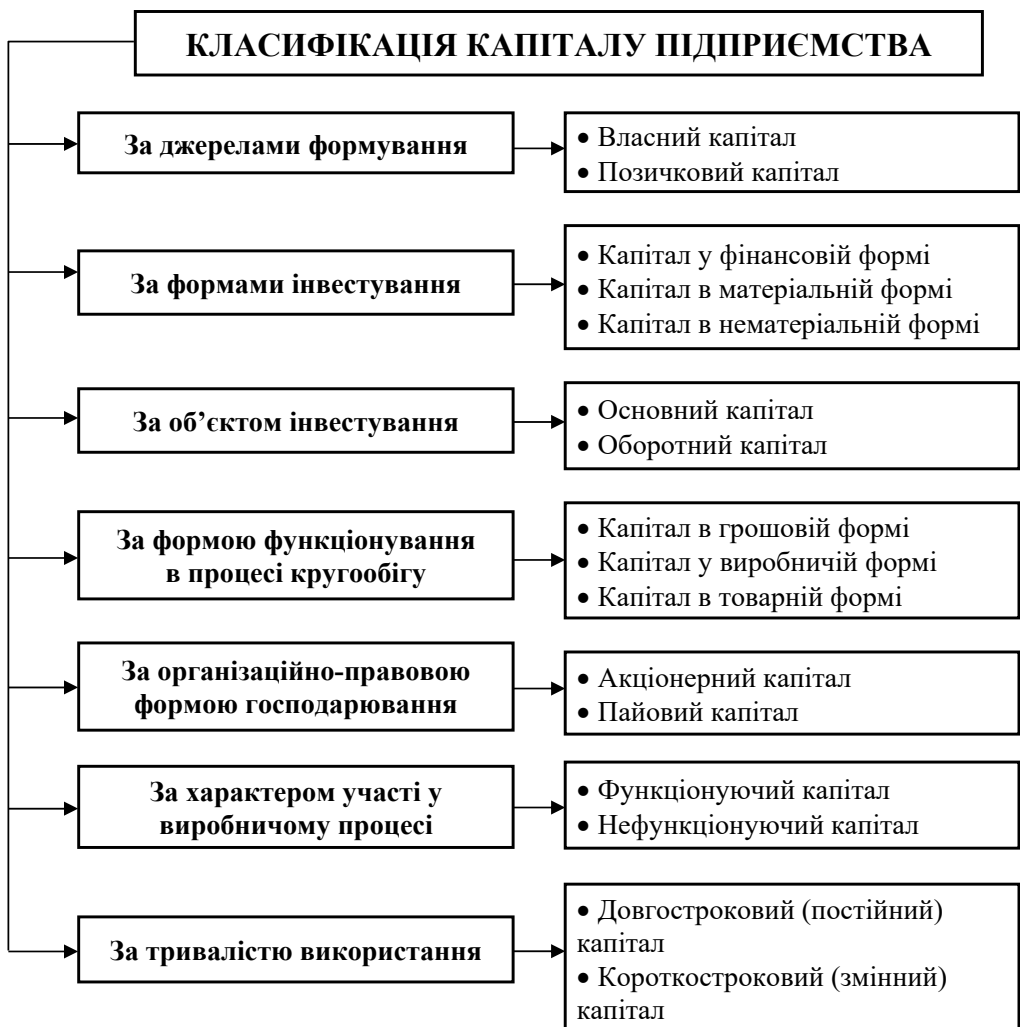 КЛАСИФІКАЦІЯ КАПІТАЛУ ПІДПРИЄМСТВА
За джерелами формування
• Власний капітал
• Позичковий капітал
За формами інвестування
• Капітал у фінансовій формі
• Капітал в матеріальній формі
• Капітал в нематеріальній формі
За об’єктом інвестування
• Основний капітал
• Оборотний капітал
За формою функціонування
в процесі кругообігу
• Капітал в грошовій формі
• Капітал у виробничій формі
• Капітал в товарній формі
За організаційно-правовою
формою господарювання
• Акціонерний капітал
• Пайовий капітал
За характером участі у
виробничому процесі
• Функціонуючий капітал
• Нефункціонуючий капітал
За тривалістю використання
• Довгостроковий (постійний)
капітал
• Короткостроковий (змінний)
капітал